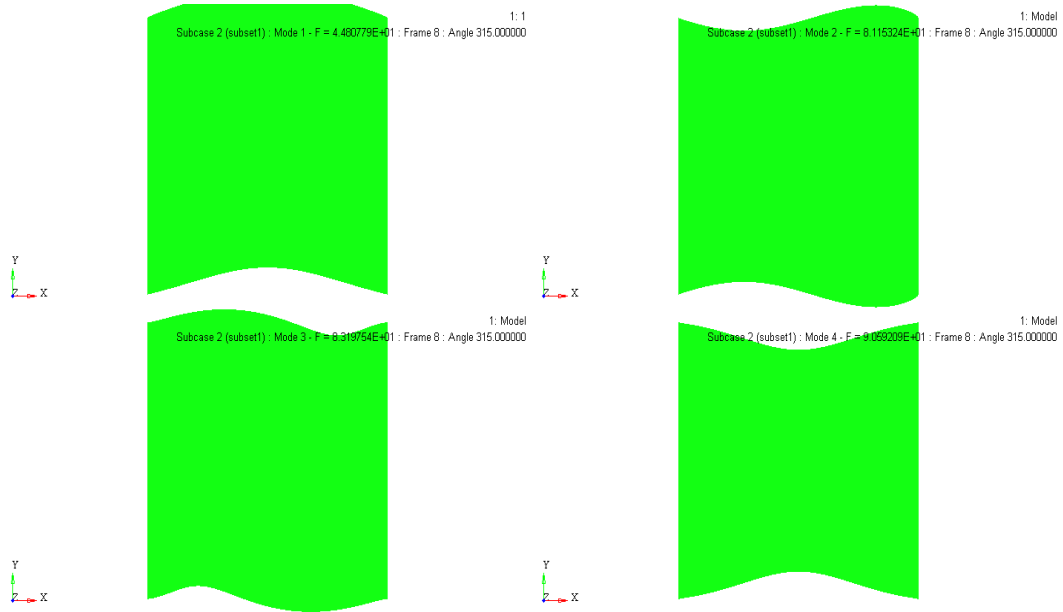 1: 1
Subcase 2 (subset1) : Mode 1 - F = 4.480779E+01 : Frame 8 : Angle 315.000000
Y
Z X
1: Model
Subcase 2 (subset1) : Mode 2 - F = 8.115324E+01 : Frame 8 : Angle 315.000000
Y
Z X
1: Model
Subcase 2 (subset1) : Mode 3 - F = 8.319754E+01 : Frame 8 : Angle 315.000000
Y
Z X
1: Model
Subcase 2 (subset1) : Mode 4 - F = 9.059209E+01 : Frame 8 : Angle 315.000000
Y
Z X